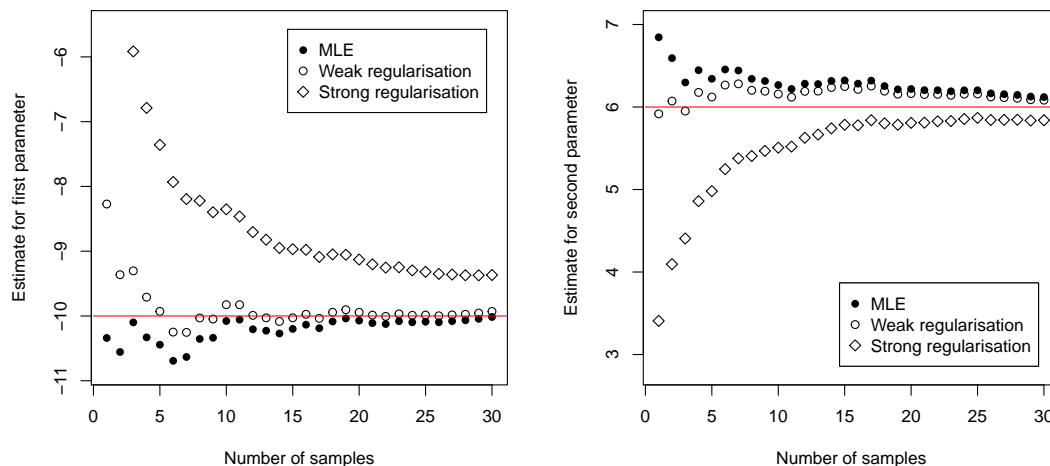 Estimate for first parameter
−6
−7
−8
−9
−10
−11
MLE
Weak regularisation
Strong regularisation
0 5 10 15 20 25 30
Number of samples
Estimate for second parameter
7
6
5
4
3
MLE
Weak regularisation
Strong regularisation
0 5 10 15 20 25 30
Number of samples